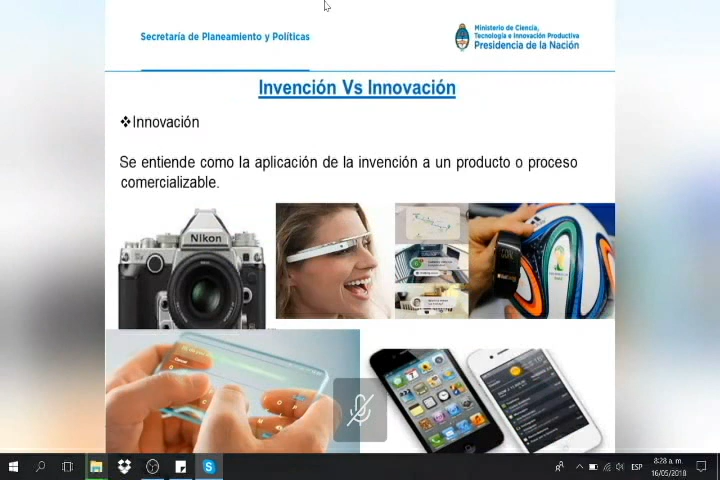 Secretaría de Planeamiento y Políticas
Ministerio de Ciencia,
Tecnología e Innovación Productiva
Presidencia de la Nación
Invención Vs Innovación
❖Innovación
Se entiende como la aplicación de la invención a un producto o proceso
comercializable.
Nikon
ESP
8:28 a. m.
16/05/2018